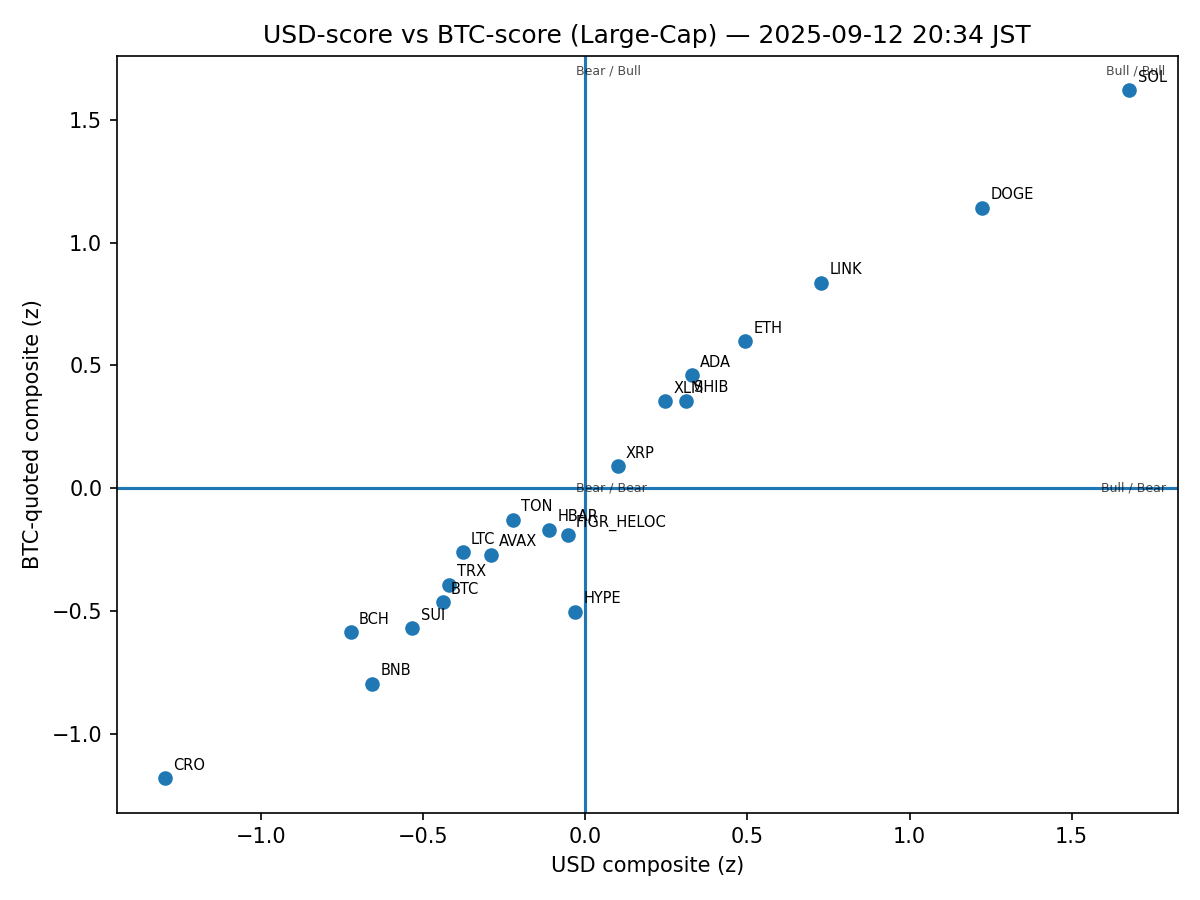 USD-score vs BTC-score (Large-Cap) — 2025-09-12 20:34 JST
Bear / Bull
Bull / Bull
SOL
1.5
DOGE
1.0
LINK
ETH
0.5
ADA
XLM
SHIB
XRP
0.0
Bear / Bear
Bull / Bear
TON
HBAR
FIGR_HELOC
LTC
AVAX
TRX
BTC
−0.5
HYPE
SUI
BCH
BNB
−1.0
CRO
−1.0
−0.5
0.0
0.5
1.0
1.5
USD composite (z)
BTC-quoted composite (z)